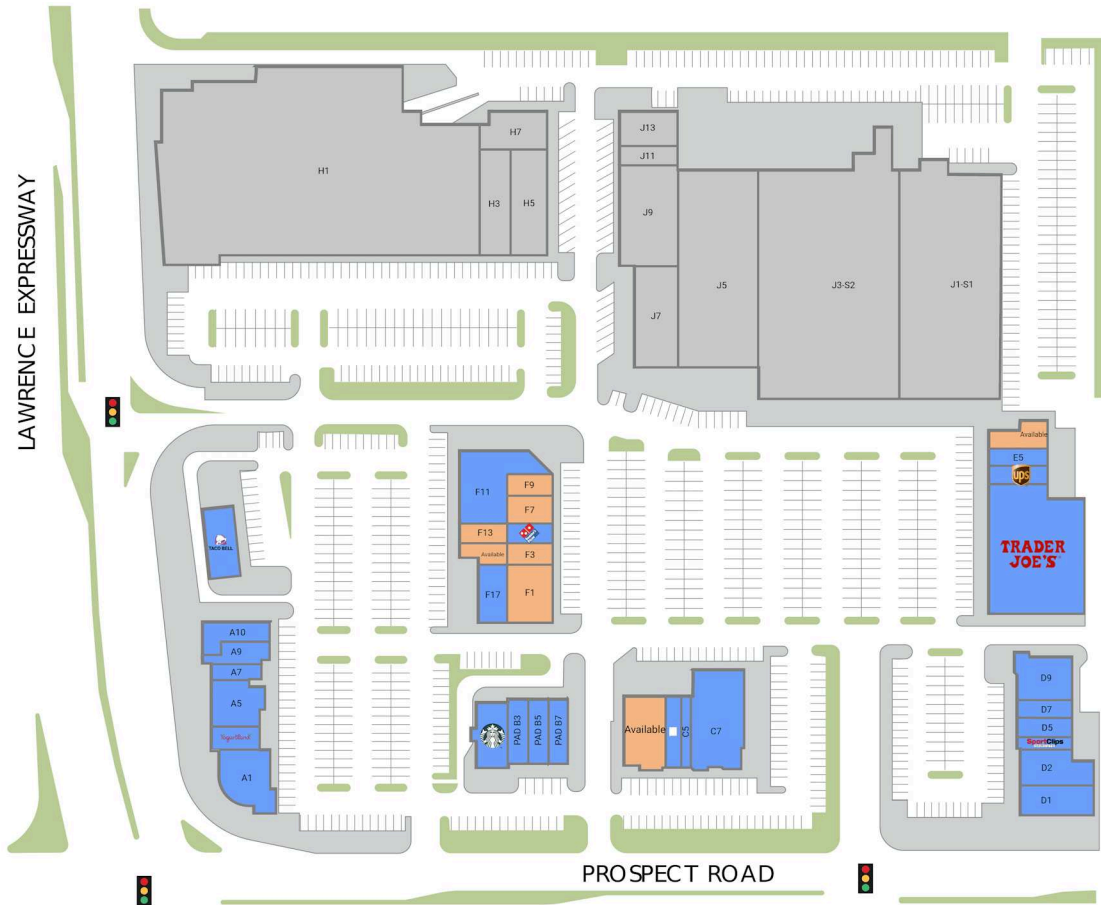 LAWRENCE EXPRESSWAY
H1
H7
H3
H5
J13
J11
J9
J7
J5
J3-S2
J1-S1
Available
E5
ups
TRADER
JOE'S
F11
F9
F7
F13
Available
F3
F17
F1
TACO BELL
A10
A9
A7
A5
A1
PAD B3
PAD B5
PAD B7
Available
C5
C7
D9
D7
D5
SportClips
D2
D1
PROSPECT ROAD